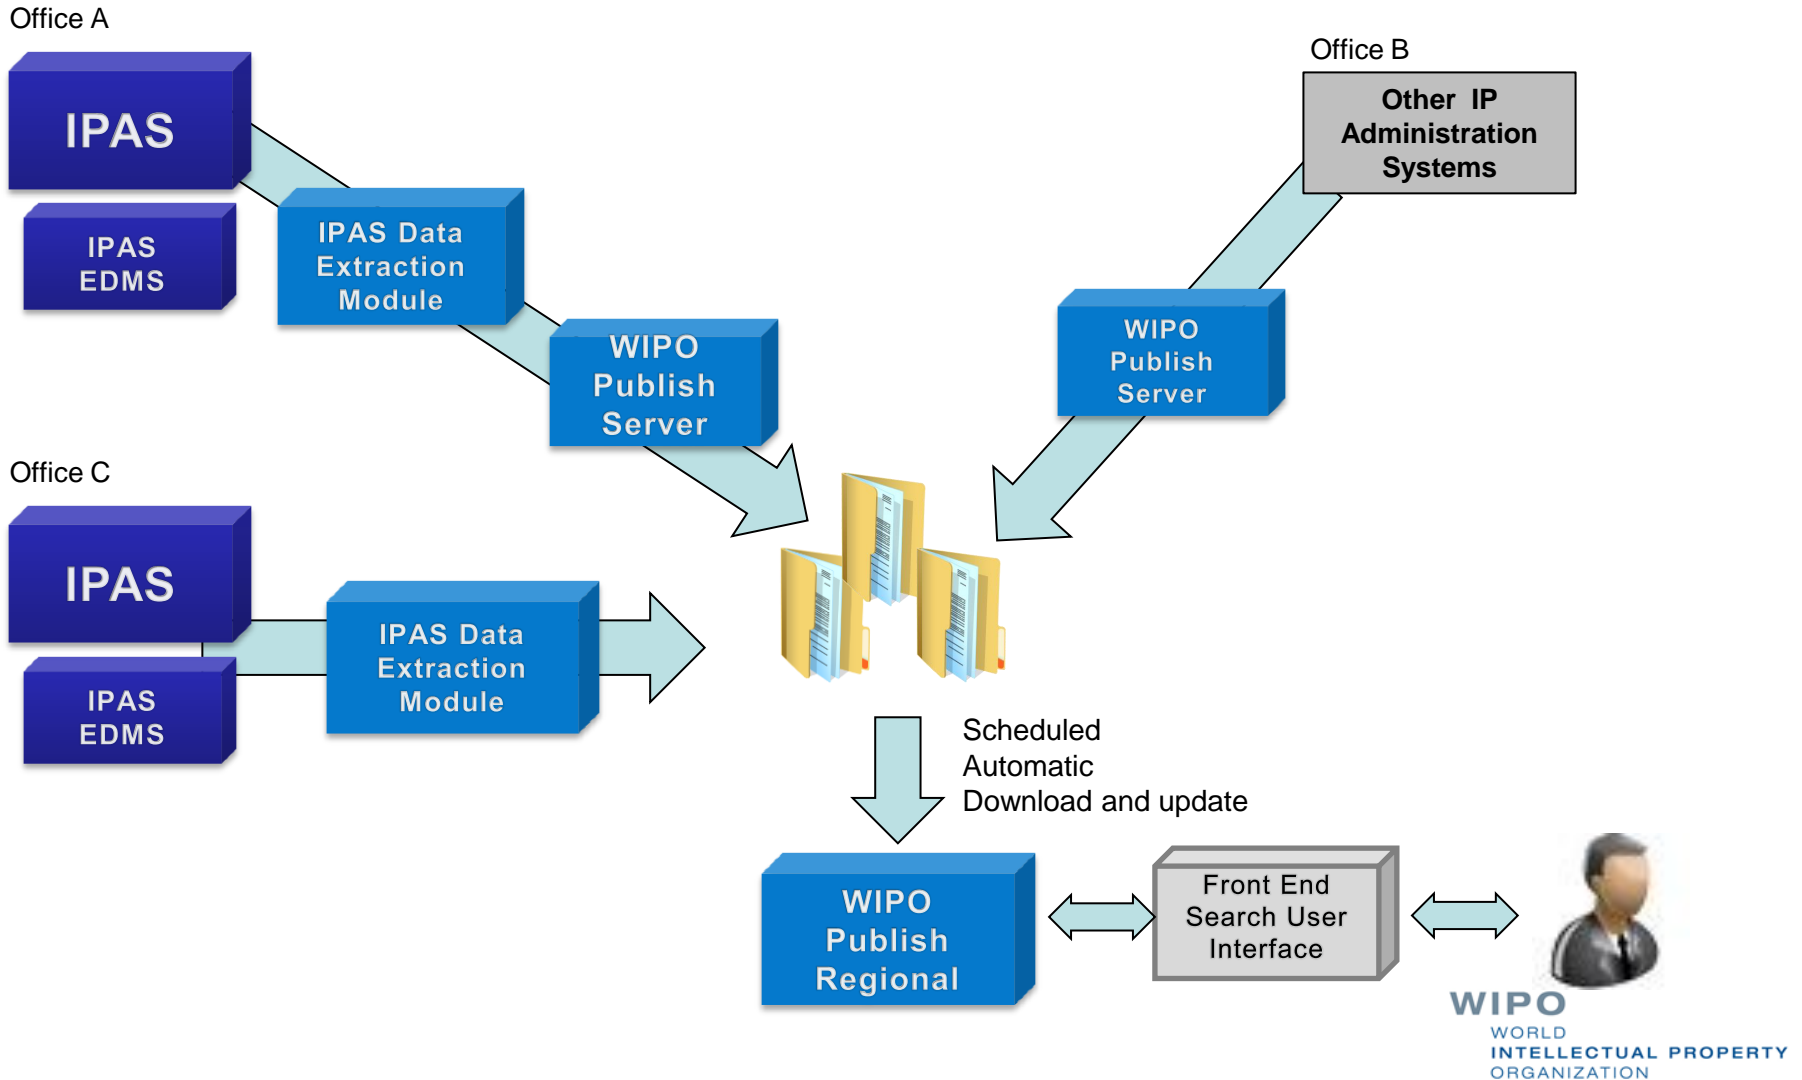 Office A
IPAS
IPAS
EDMS
IPAS Data
Extraction
Module
WIPO
Publish
Server
Office B
Other IP
Administration
Systems
WIPO
Publish
Server
Office C
IPAS
IPAS
EDMS
IPAS Data
Extraction
Module
Scheduled
Automatic
Download and update
WIPO
Publish
Regional
Front End
Search User
Interface
WIPO
WORLD
INTELLECTUAL PROPERTY
ORGANIZATION